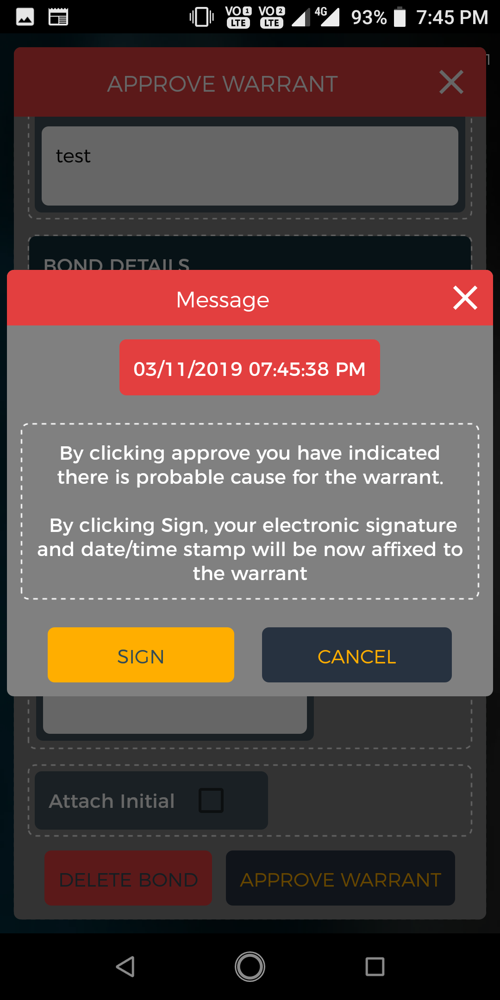 VO 1 LTE VO 2 LTE 4G 93% 7:45 PM
APPROVE WARRANT
test
BOND DETAILS
Message
03/11/2019 07:45:38 PM
By clicking approve you have indicated
there is probable cause for the warrant.
By clicking Sign, your electronic signature
and date/time stamp will be now affixed to
the warrant
SIGN CANCEL
Attach Initial
DELETE BOND APPROVE WARRANT